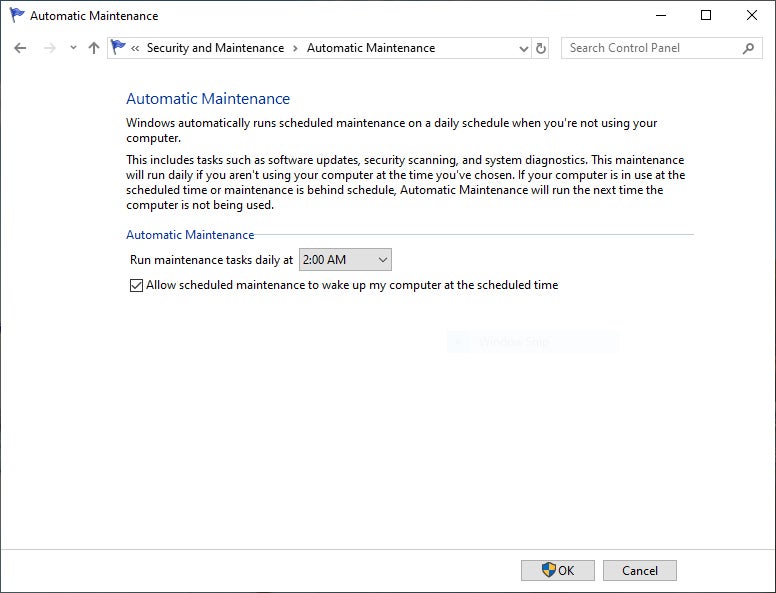 Automatic Maintenance
« Security and Maintenance › Automatic Maintenance
Search Control Panel
Automatic Maintenance
Windows automatically runs scheduled maintenance on a daily schedule when you're not using your
computer.
This includes tasks such as software updates, security scanning, and system diagnostics. This maintenance
will run daily if you aren't using your computer at the time you've chosen. If your computer is in use at the
scheduled time or maintenance is behind schedule, Automatic Maintenance will run the next time the
computer is not being used.
Automatic Maintenance
Run maintenance tasks daily at 2:00 AM
Allow scheduled maintenance to wake up my computer at the scheduled time
Window Snip
OK
Cancel